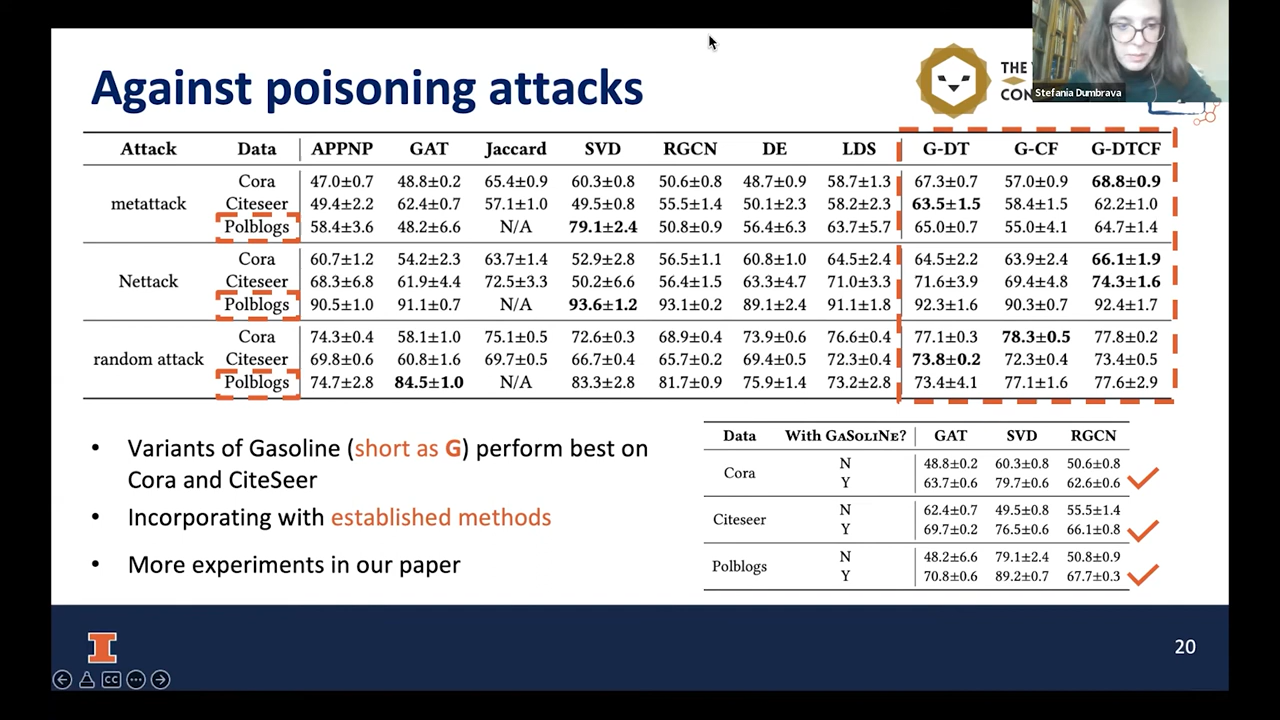 Against poisoning attacks
THE
CON
Stefania Dumbrava
Attack Data APPNP GAT Jaccard SVD RGCN DE LDS G-DT G-CF G-DTCF
Cora 47.0±0.7 48.8±0.2 65.4±0.9 60.3±0.8 50.6±0.8 48.7±0.9 58.7±1.3 67.3±0.7 57.0±0.9 68.8±0.9
metattack Citeseer 49.4±2.2 62.4±0.7 57.1±1.0 49.5±0.8 55.5±1.4 50.1±2.3 58.2±2.3 63.5±1.5 58.4±1.5 62.2±1.0
Polblogs 58.4±3.6 48.2±6.6 N/A 79.1±2.4 50.8±0.9 56.4±6.3 63.7±5.7 65.0±0.7 55.0±4.1 64.7±1.4
Cora 60.7±1.2 54.2±2.3 63.7±1.4 52.9±2.8 56.5±1.1 60.8±1.0 64.5±2.4 64.5±2.2 63.9±2.4 66.1±1.9
Nettack Citeseer 68.3±6.8 61.9±4.4 72.5±3.3 50.2±6.6 56.4±1.5 63.3±4.7 71.0±3.3 71.6±3.9 69.4±4.8 74.3±1.6
Polblogs 90.5±1.0 91.1±0.7 N/A 93.6±1.2 93.1±0.2 89.1±2.4 91.1±1.8 92.3±1.6 90.3±0.7 92.4±1.7
Cora 74.3±0.4 58.1±1.0 75.1±0.5 72.6±0.3 68.9±0.4 73.9±0.6 76.6±0.4 77.1±0.3 78.3±0.5 77.8±0.2
random attack Citeseer 69.8±0.6 60.8±1.6 69.7±0.5 66.7±0.4 65.7±0.2 69.4±0.5 72.3±0.4 73.8±0.2 72.3±0.4 73.4±0.5
Polblogs 74.7±2.8 84.5±1.0 N/A 83.3±2.8 81.7±0.9 75.9±1.4 73.2±2.8 73.4±4.1 77.1±1.6 77.6±2.9
• Variants of Gasoline (short as G) perform best on
Cora and CiteSeer
• Incorporating with established methods
• More experiments in our paper
Data With GASOLINE? GAT SVD RGCN
Cora N 48.8±0.2 60.3±0.8 50.6±0.8
Y 63.7±0.6 79.7±0.6 62.6±0.6
Citeseer N 62.4±0.7 49.5±0.8 55.5±1.4
Y 69.7±0.2 76.5±0.6 66.1±0.8
Polblogs N 48.2±6.6 79.1±2.4 50.8±0.9
Y 70.8±0.6 89.2±0.7 67.7±0.3
I
20
CC